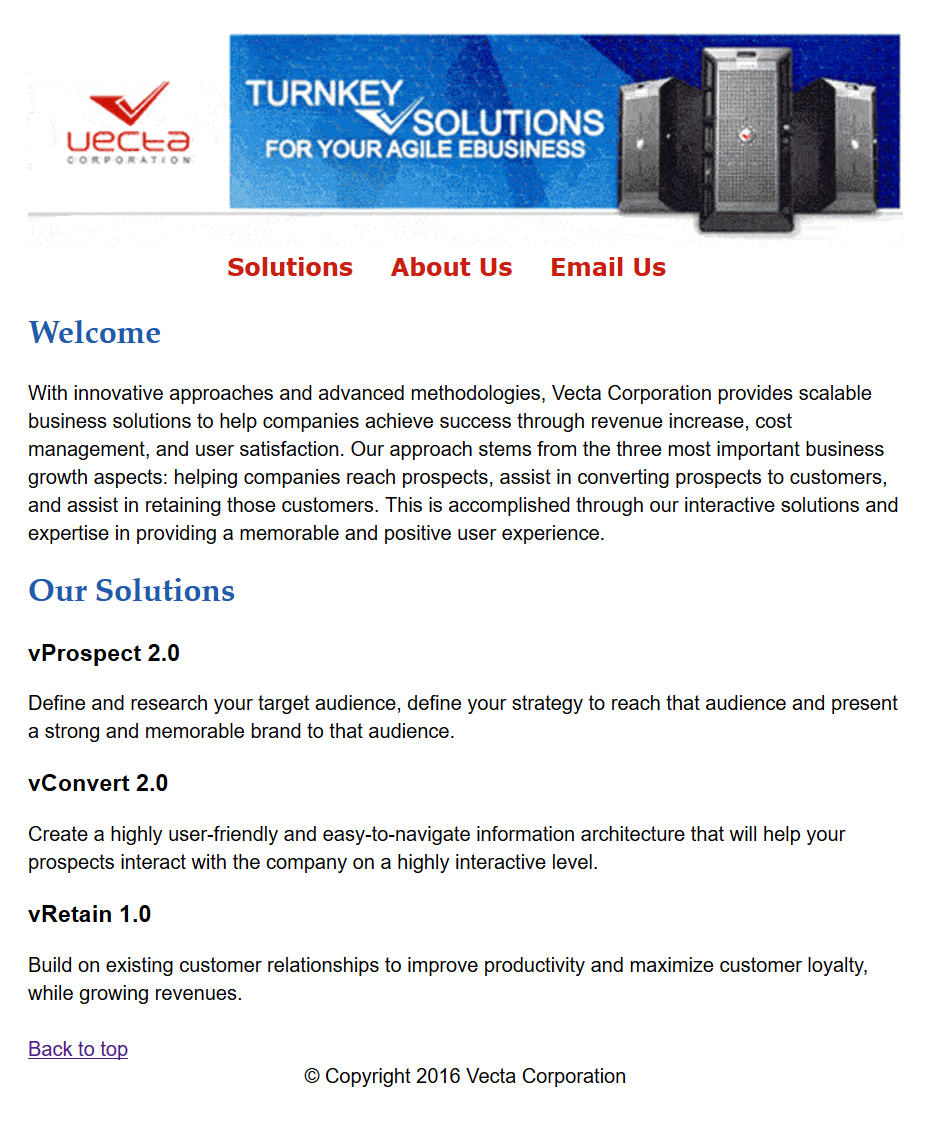 vecta
CORPORATION
TURNKEY
SOLUTIONS
FOR YOUR AGILE EBUSINESS
Solutions About Us Email Us
Welcome
With innovative approaches and advanced methodologies, Vecta Corporation provides scalable
business solutions to help companies achieve success through revenue increase, cost
management, and user satisfaction. Our approach stems from the three most important business
growth aspects: helping companies reach prospects, assist in converting prospects to customers,
and assist in retaining those customers. This is accomplished through our interactive solutions and
expertise in providing a memorable and positive user experience.
Our Solutions
vProspect 2.0
Define and research your target audience, define your strategy to reach that audience and present
a strong and memorable brand to that audience.
vConvert 2.0
Create a highly user-friendly and easy-to-navigate information architecture that will help your
prospects interact with the company on a highly interactive level.
vRetain 1.0
Build on existing customer relationships to improve productivity and maximize customer loyalty,
while growing revenues.
Back to top
© Copyright 2016 Vecta Corporation